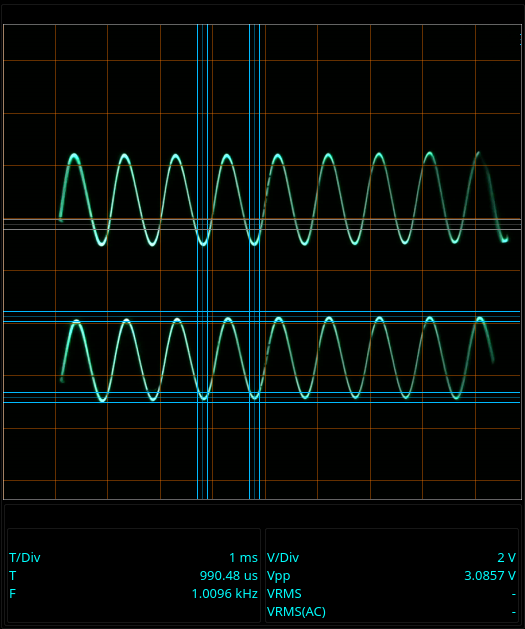 T/Div 1 ms
T 990.48 us
F 1.0096 kHz
V/Div 2 V
Vpp 3.0857 V
VRMS -
VRMS(AC) -